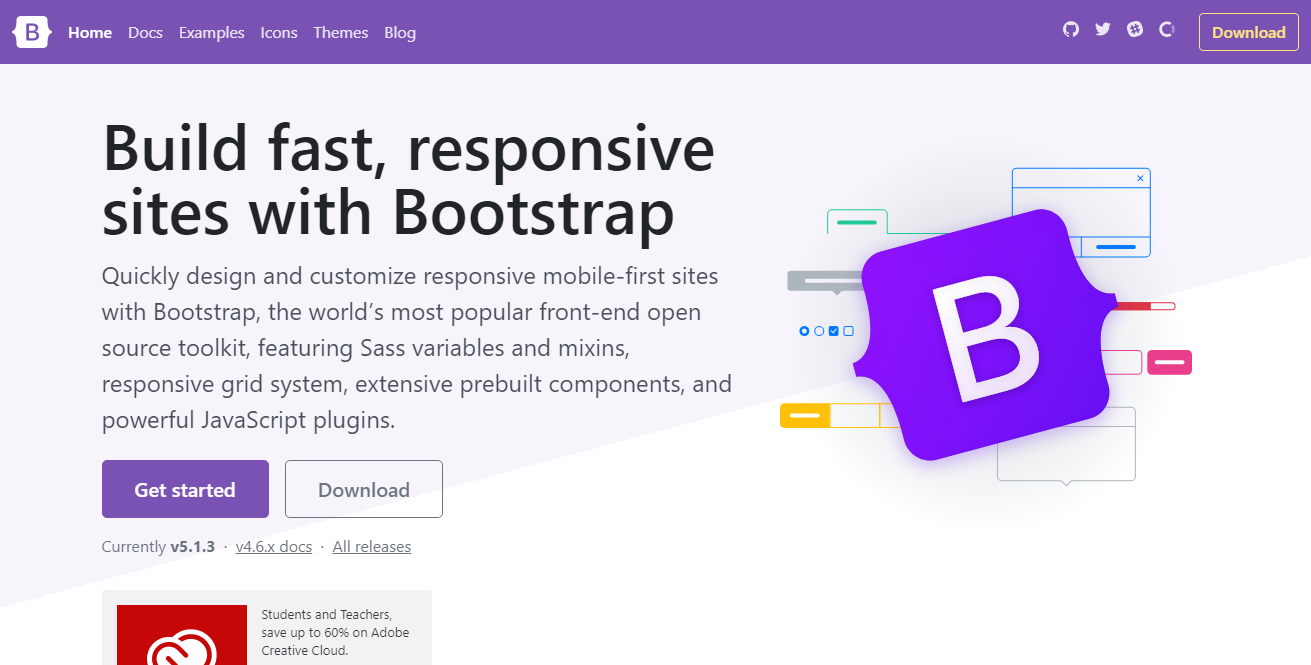 B Home Docs Examples Icons Themes Blog Download
Build fast, responsive
sites with Bootstrap
Quickly design and customize responsive mobile-first sites
with Bootstrap, the world’s most popular front-end open
source toolkit, featuring Sass variables and mixins,
responsive grid system, extensive prebuilt components, and
powerful JavaScript plugins.
B
Get started Download
Currently v5.1.3 · v4.6.x docs · All releases
Students and Teachers,
save up to 60% on Adobe
Creative Cloud.